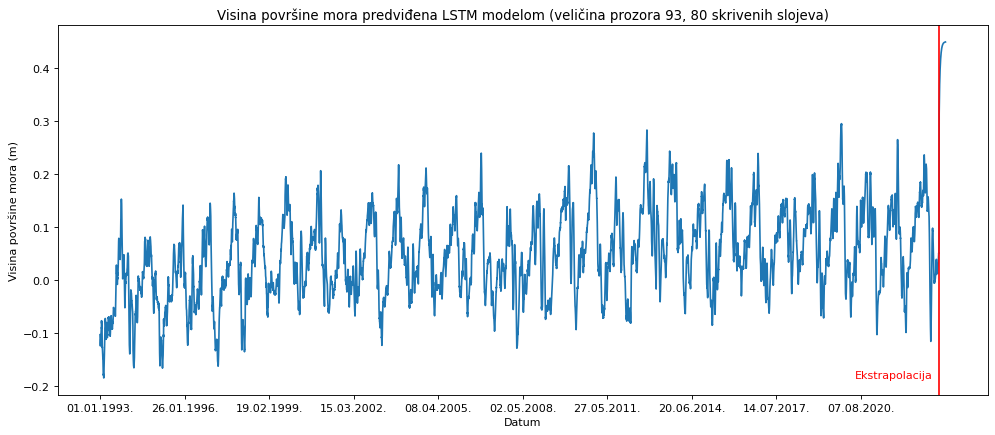 Visina površine mora predviđena LSTM modelom (veličina prozora 93, 80 skrivenih slojeva)
Visina površine mora (m)
0.4
0.3
0.2
0.1
0.0
−0.1
−0.2
Ekstrapolacija
01.01.1993. 26.01.1996. 19.02.1999. 15.03.2002. 08.04.2005. 02.05.2008. 27.05.2011. 20.06.2014. 14.07.2017. 07.08.2020.
Datum